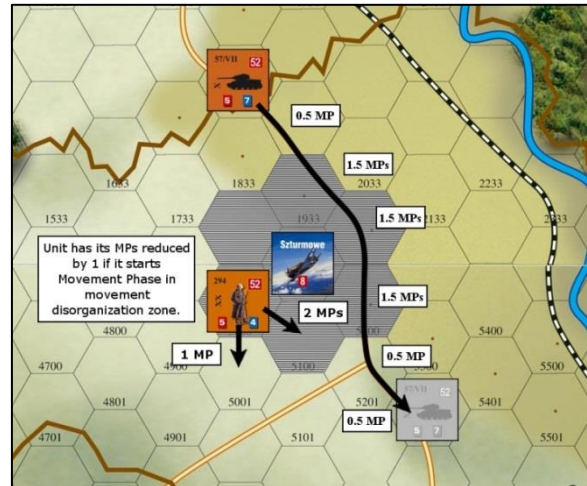 57/VII
52
X
5 7
0.5 MP
1.5 MPs
1633
1833
2033
2233
1533
1733
1933
2133
1.5 MPs
Unit has its MPs reduced
by 1 if it starts
Movement Phase in
movement
disorganization zone.
Szturmowe
8
294
52
XX
5 4
1.5 MPs
2 MPs
4800
5400
1 MP
0.5 MP
4700
4900
5100
5500
4801
5001
5201
57/VII
52
5401
0.5 MP
5 7
4701
4901
5101
5501